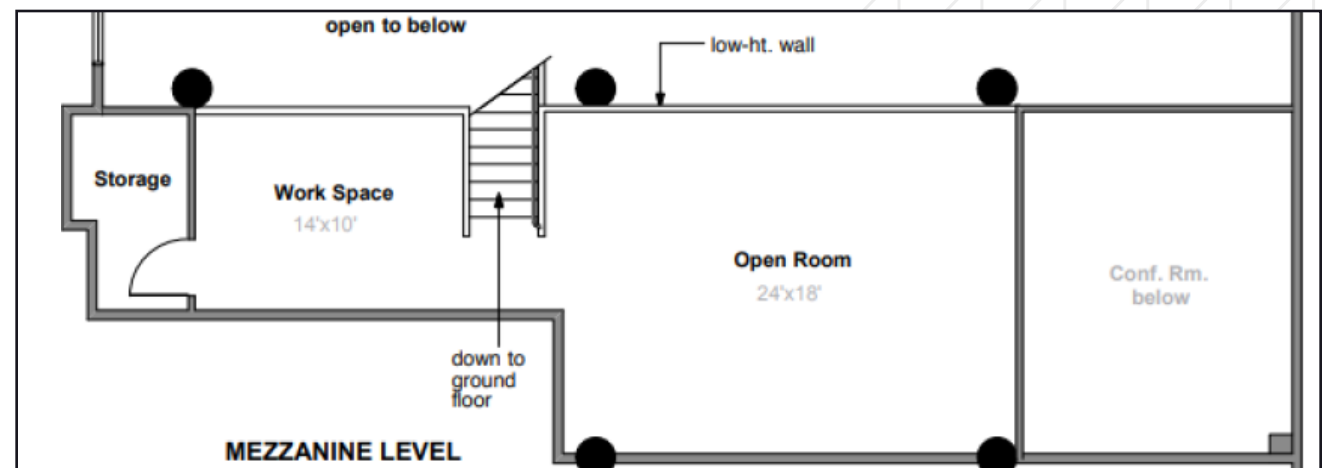 open to below
low-ht. wall
Storage
Work Space
14'x10'
Open Room
24'x18'
Conf. Rm.
below
down to
ground
floor
MEZZANINE LEVEL